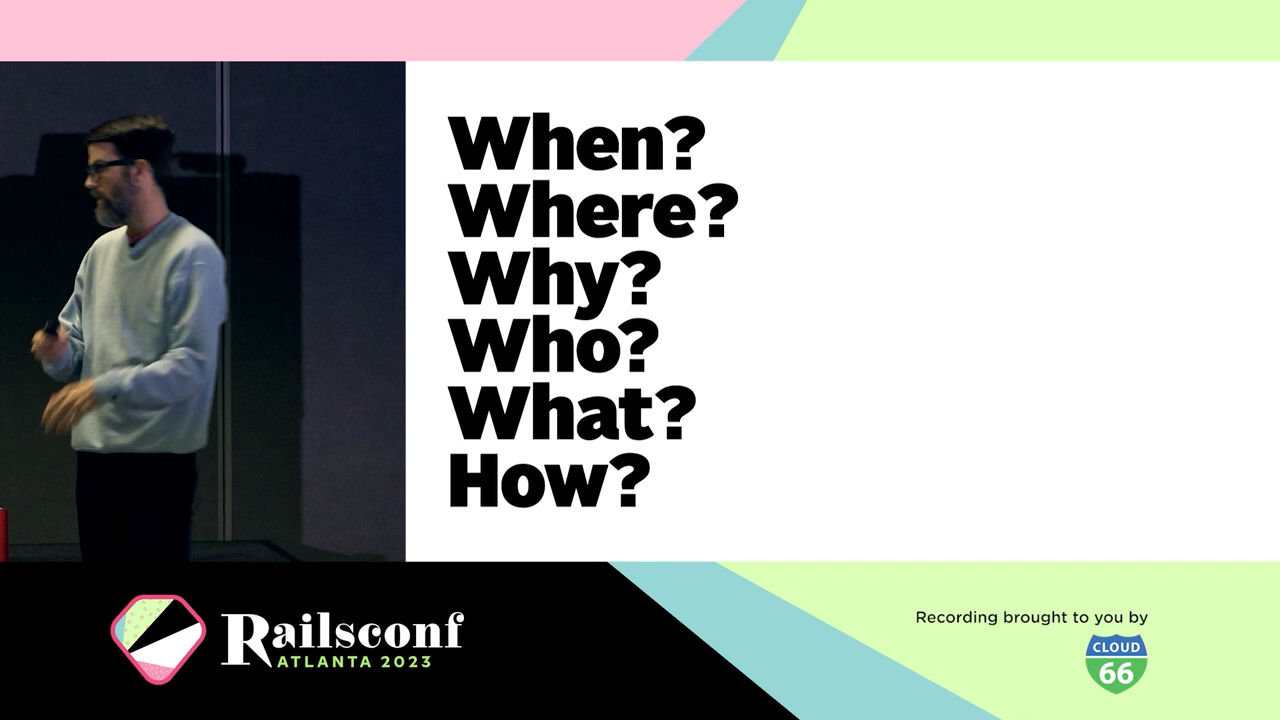 When?
Where?
Why?
Who?
What?
How?
Railsconf
ATLANTA 2023
Recording brought to you by
CLOUD
66